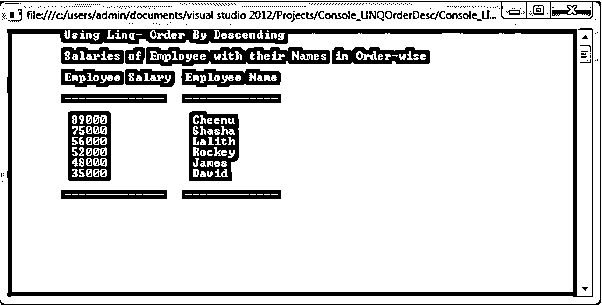 file:///c:/users/admin/documents/visual studio 2012/Projects/Console_LINQOrderDesc/Console_LI...
Using Linq- Order By Descending
Salaries of Employee with their Names in Order-wise
Employee Salary Employee Name
---------------- ----------------
89000 Cheenu
75000 Shasha
56000 Lalith
52000 Rockey
48000 James
35000 David
---------------- ----------------